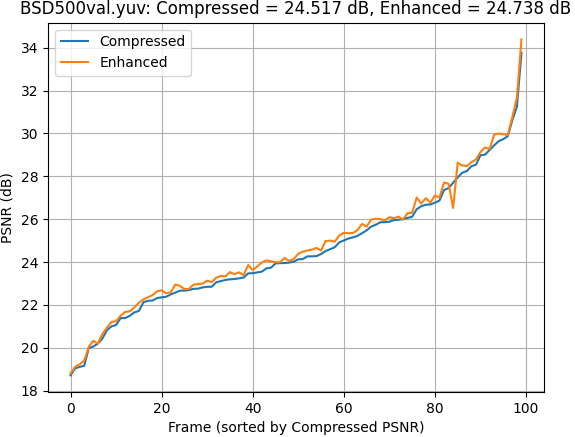 BSD500val.yuv: Compressed = 24.517 dB, Enhanced = 24.738 dB
Compressed
Enhanced
34
32
30
28
26
24
22
20
18
PSNR (dB)
0 20 40 60 80 100
Frame (sorted by Compressed PSNR)